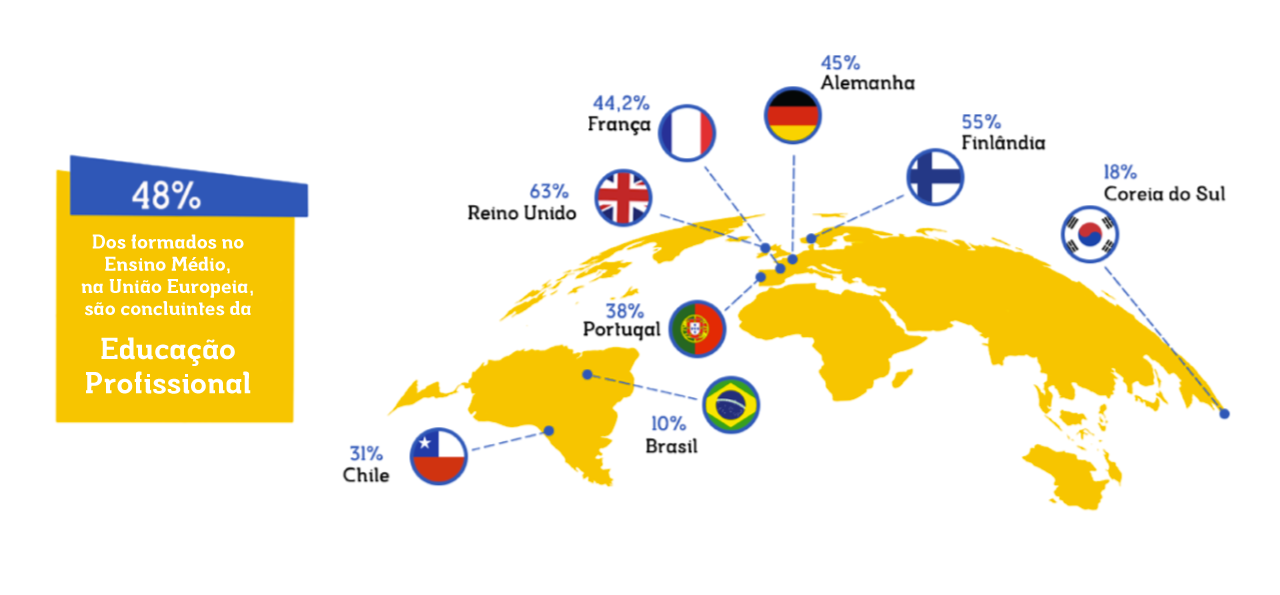 48%
Dos formados no
Ensino Médio,
na União Europeia,
são concluintes da
Educação
Profissional
45%
Alemanha
44,2%
França
55%
Finlândia
63%
Reino Unido
18%
Coreia do Sul
38%
Portugal
10%
Brasil
31%
Chile